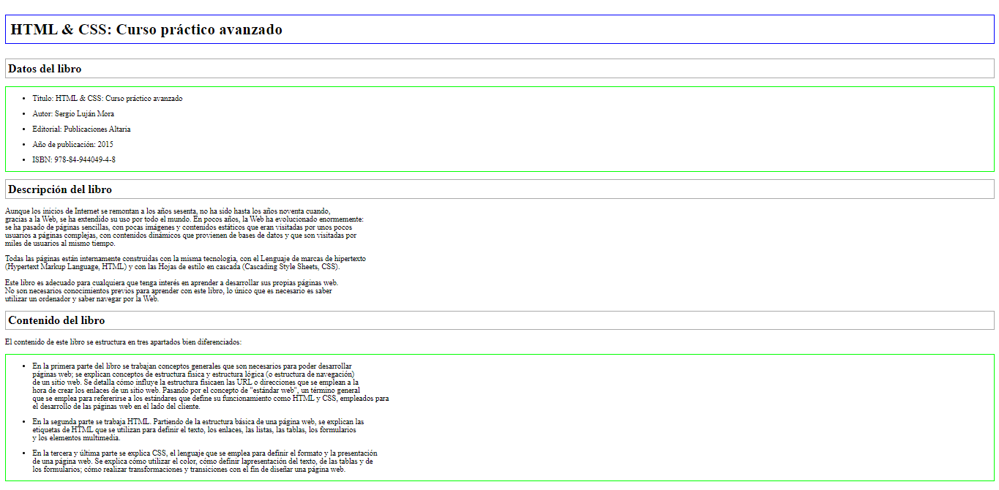 HTML & CSS: Curso práctico avanzado
Datos del libro
• Titulo: HTML & CSS: Curso práctico avanzado
• Autor: Sergio Luján Mora
• Editorial: Publicaciones Altaria
• Año de publicación: 2015
• ISBN: 978-84-944049-4-8
Descripción del libro
Aunque los inicios de Internet se remontan a los años sesenta, no ha sido hasta los años noventa cuando,
gracias a la Web, se ha extendido su uso por todo el mundo. En pocos años, la Web ha evolucionado enormemente:
se ha pasado de páginas sencillas, con pocas imágenes y contenidos estáticos que eran visitadas por unos pocos
usuarios a páginas complejas, con contenidos dinámicos que provienen de bases de datos y que son visitadas por
miles de usuarios al mismo tiempo.
Todas las páginas están internamente construidas con la misma tecnología, con el Lenguaje de marcas de hipertexto
(Hypertext Markup Language, HTML) y con las Hojas de estilo en cascada (Cascading Style Sheets, CSS).
Este libro es adecuado para cualquiera que tenga interés en aprender a desarrollar sus propias páginas web.
No son necesarios conocimientos previos para aprender con este libro, lo único que es necesario es saber
utilizar un ordenador y saber navegar por la Web.
Contenido del libro
El contenido de este libro se estructura en tres apartados bien diferenciados:
• En la primera parte del libro se trabajan conceptos generales que son necesarios para poder desarrollar
páginas web; se explican conceptos de estructura física y estructura lógica (o estructura de navegación)
de un sitio web. Se detalla cómo influye la estructura fisicaen las URL o direcciones que se emplean a la
hora de crear los enlaces de un sitio web. Pasando por el concepto de "estándar web", un término general
que se emplea para refererirse a los estándares que define su funcionamiento como HTML y CSS, empleados para
el desarrollo de las páginas web en el lado del cliente.
• En la segunda parte se trabaja HTML. Partiendo de la estructura básica de una página web, se explican las
etiquetas de HTML que se utilizan para definir el texto, los enlaces, las listas, las tablas, los formularios
y los elementos multimedia.
• En la tercera y última parte se explica CSS, el lenguaje que se emplea para definir el formato y la presentación
de una página web. Se explica cómo utilizar el color, cómo definir lapresentación del texto, de las tablas y de
los formularios; cómo realizar transformaciones y transiciones con el fin de diseñar una página web.